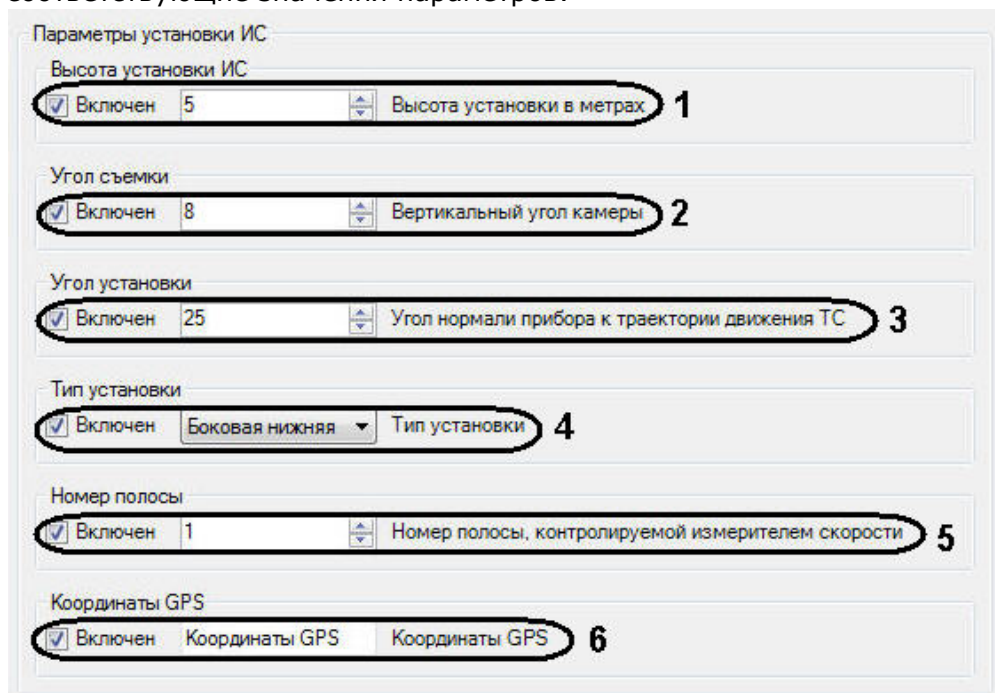 соответствующие значения параметров.
Параметры установки ИС
Высота установки ИС
Включен 5 Высота установки в метрах 1
Угол съемки
Включен 8 Вертикальный угол камеры 2
Угол установки
Включен 25 Угол нормали прибора к траектории движения ТС 3
Тип установки
Включен Боковая нижняя Тип установки 4
Номер полосы
Включен 1 Номер полосы, контролируемой измерителем скорости 5
Координаты GPS
Включен Координаты GPS Координаты GPS 6